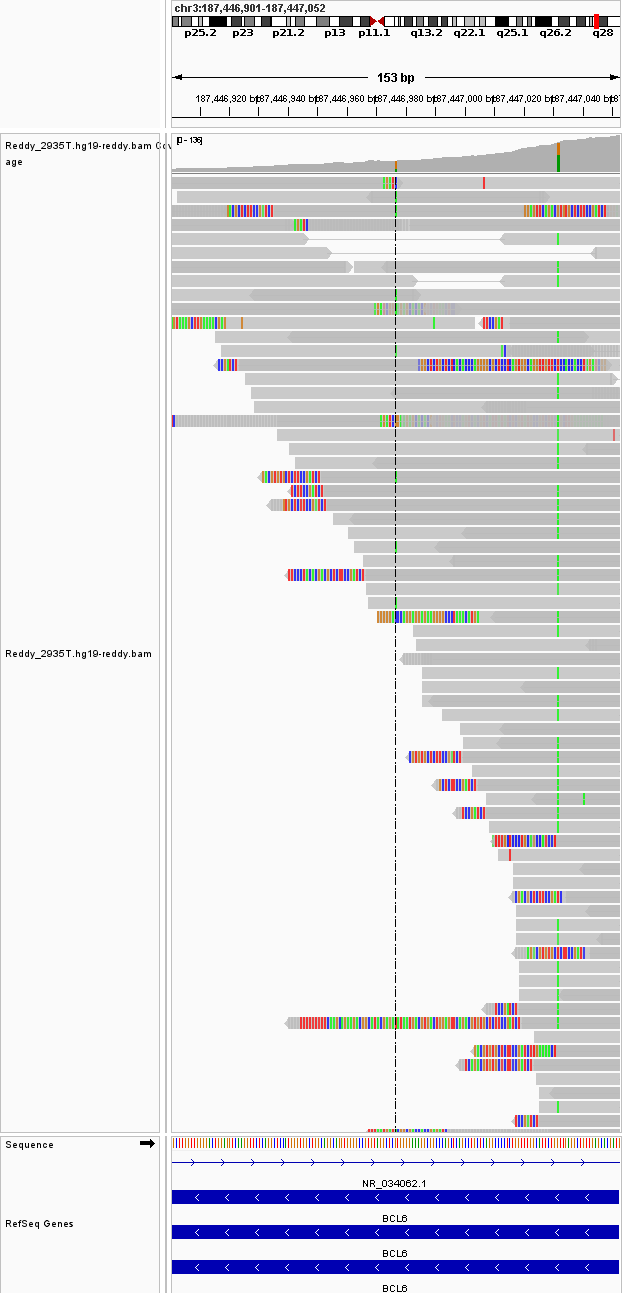 chr3:187,446,901-187,447,052
p25.2 p23 p21.2 p13 p11.1 q13.2 q22.1 q25.1 q26.2 q28
153 bp
187,446,920 bp 187,446,940 bp 187,446,960 bp 187,446,980 bp 187,447,000 bp 187,447,020 bp 187,447,040 bp
Reddy_2935T.hg19-reddy.bam Cov
age
[0 - 136]
Reddy_2935T.hg19-reddy.bam
Sequence
NR_034062.1
RefSeq Genes
BCL6
BCL6
BCL6